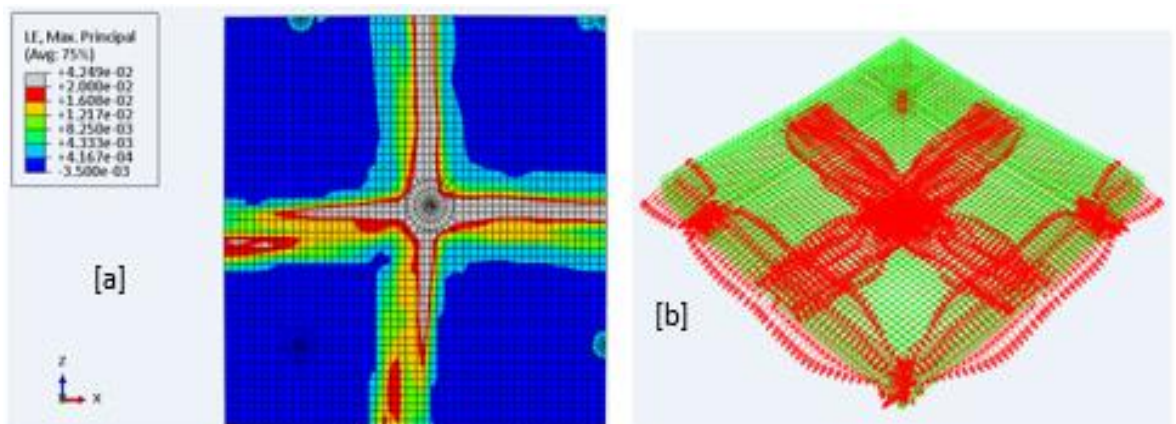 LE, Max. Principal
(Avg: 75%)
+4.249e-02
+2.000e-02
+1.608e-02
+1.217e-02
+8.250e-03
+4.333e-03
+4.167e-04
-3.500e-03
[a]
[b]
Z
X